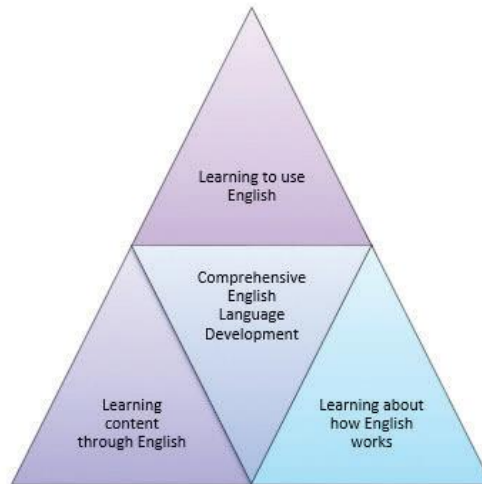 Learning to use
English
Comprehensive
English
Language
Development
Learning
content
through English
Learning about
how English
works